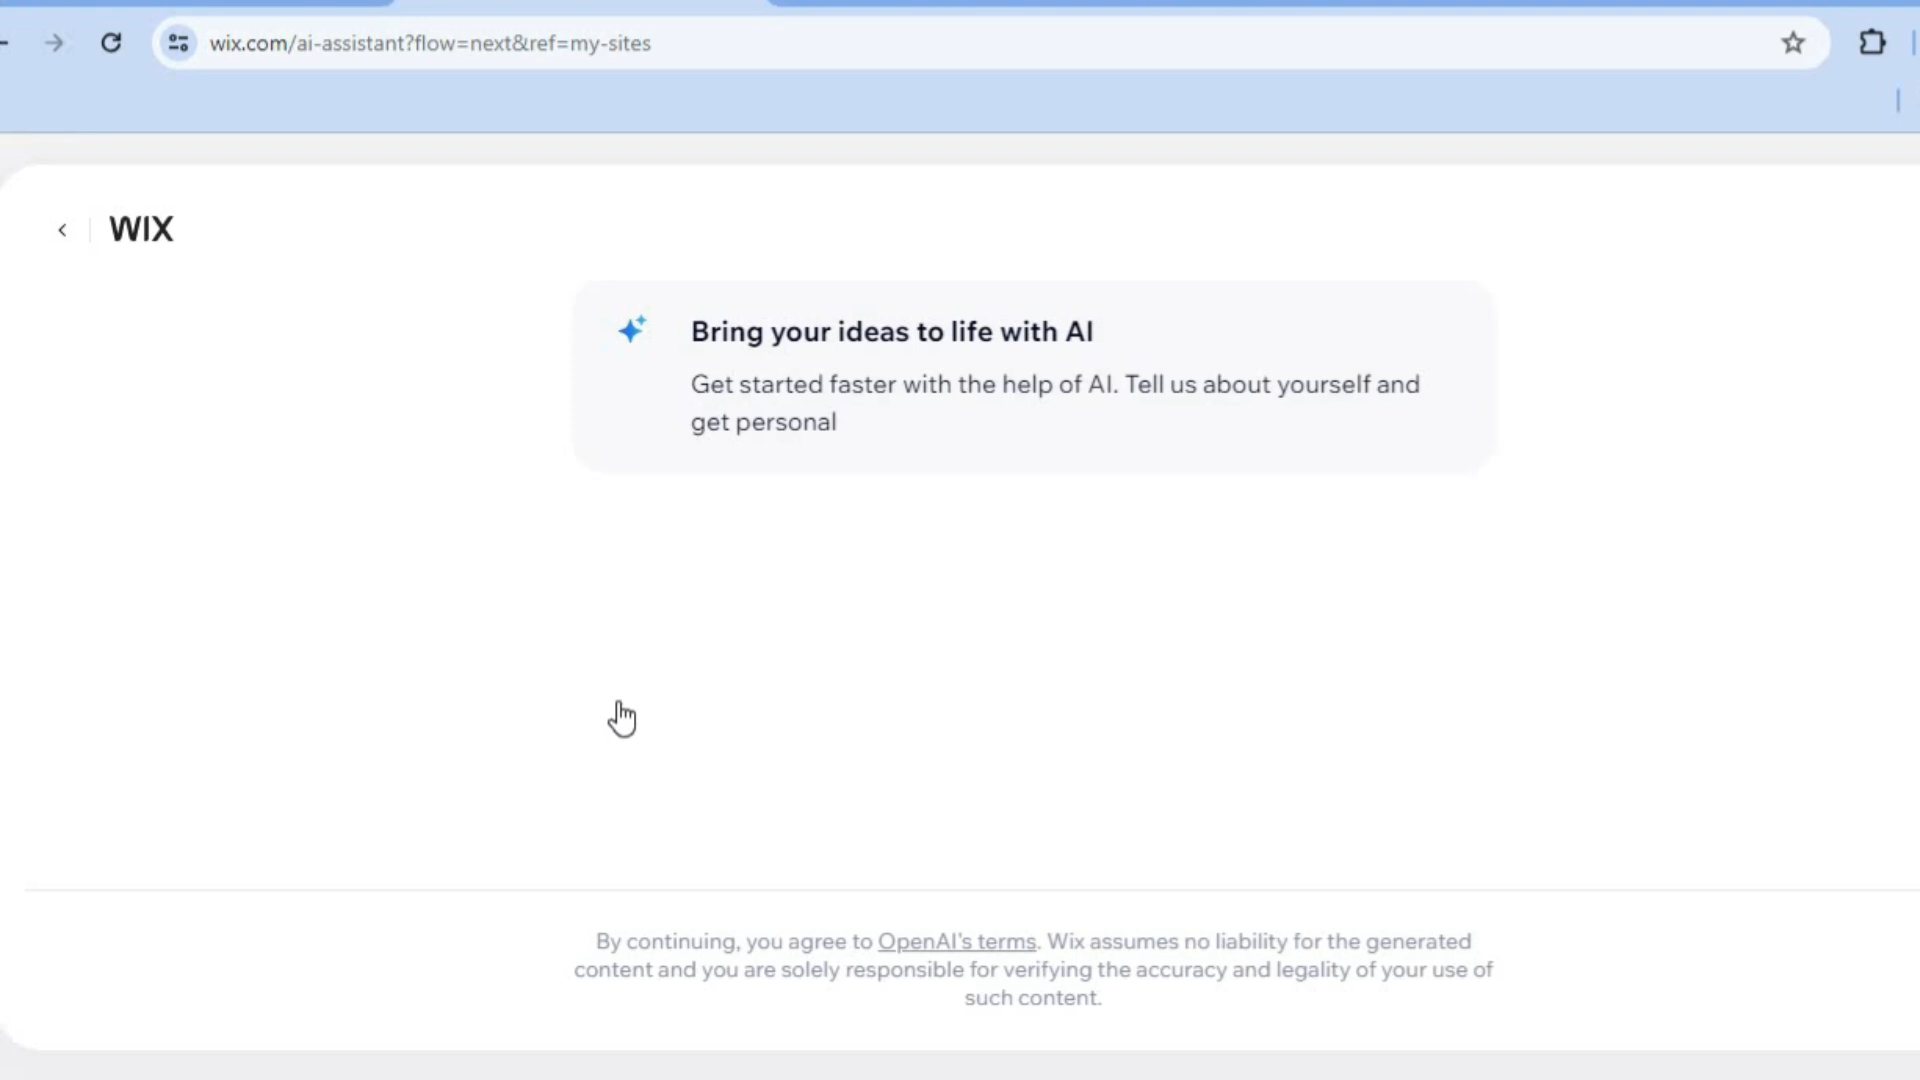 wix.com/ai-assistant?flow=next&ref=my-sites
WIX
Bring your ideas to life with AI
Get started faster with the help of AI. Tell us about yourself and
get personal
By continuing, you agree to OpenAI's terms. Wix assumes no liability for the generated
content and you are solely responsible for verifying the accuracy and legality of your use of
such content.